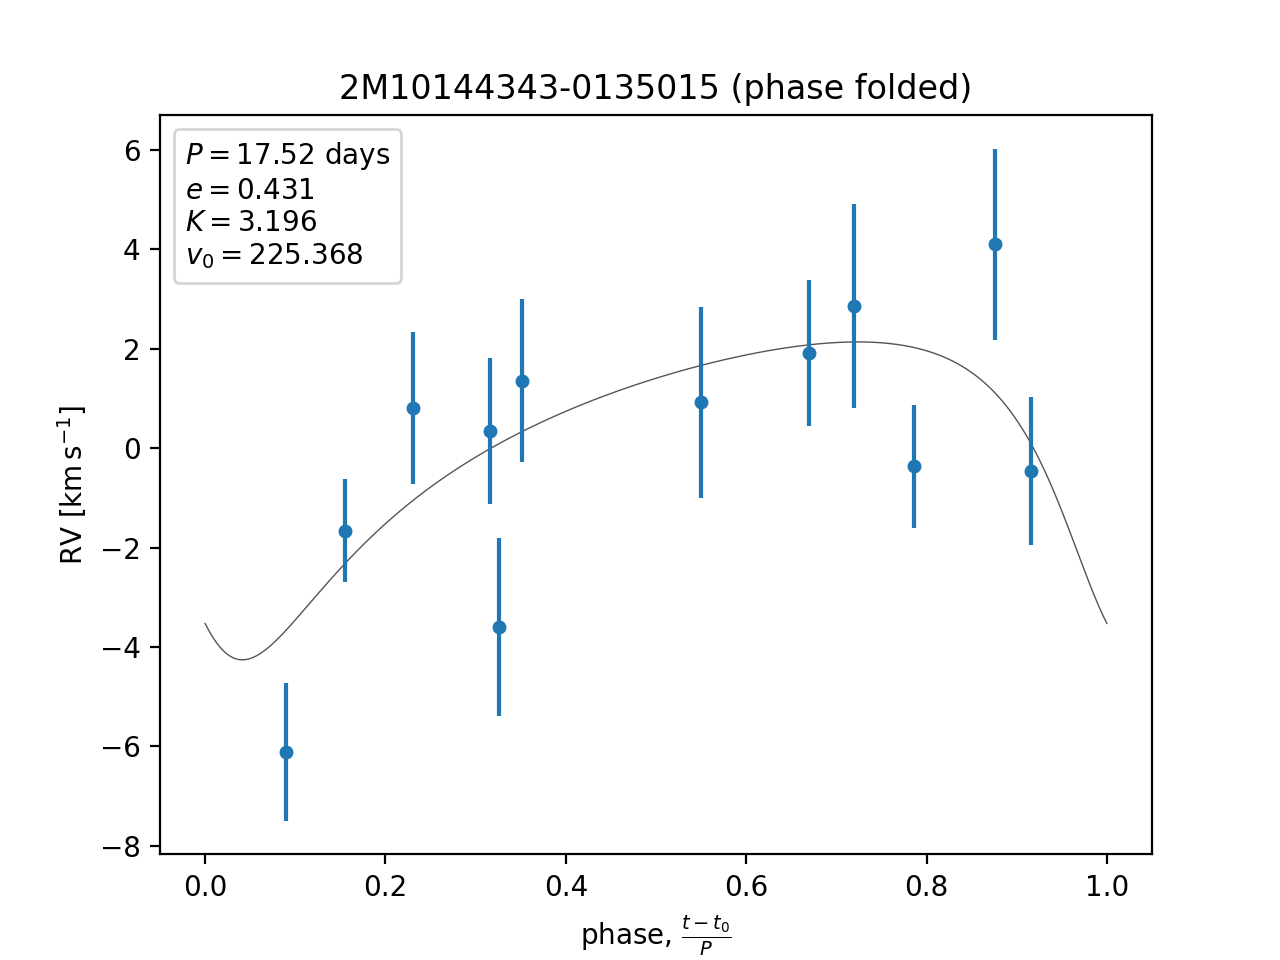 2M10144343-0135015 (phase folded)
P = 17.52 days
e = 0.431
K = 3.196
v₀ = 225.368
6
4
2
0
−2
−4
−6
−8
RV [km s⁻¹]
0.0 0.2 0.4 0.6 0.8 1.0
phase, (t − t₀)/P